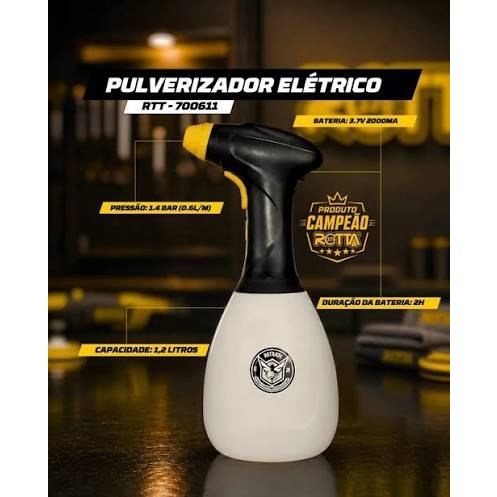 PULVERIZADOR ELÉTRICO
RTT - 700611
BATERIA: 3.7V 2000MA
PRESSÃO: 1.4 BAR (0.6L/M)
PRODUTO
CAMPEÃO
ROTTA
DURAÇÃO DA BATERIA: 2H
CAPACIDADE: 1,2 LITROS